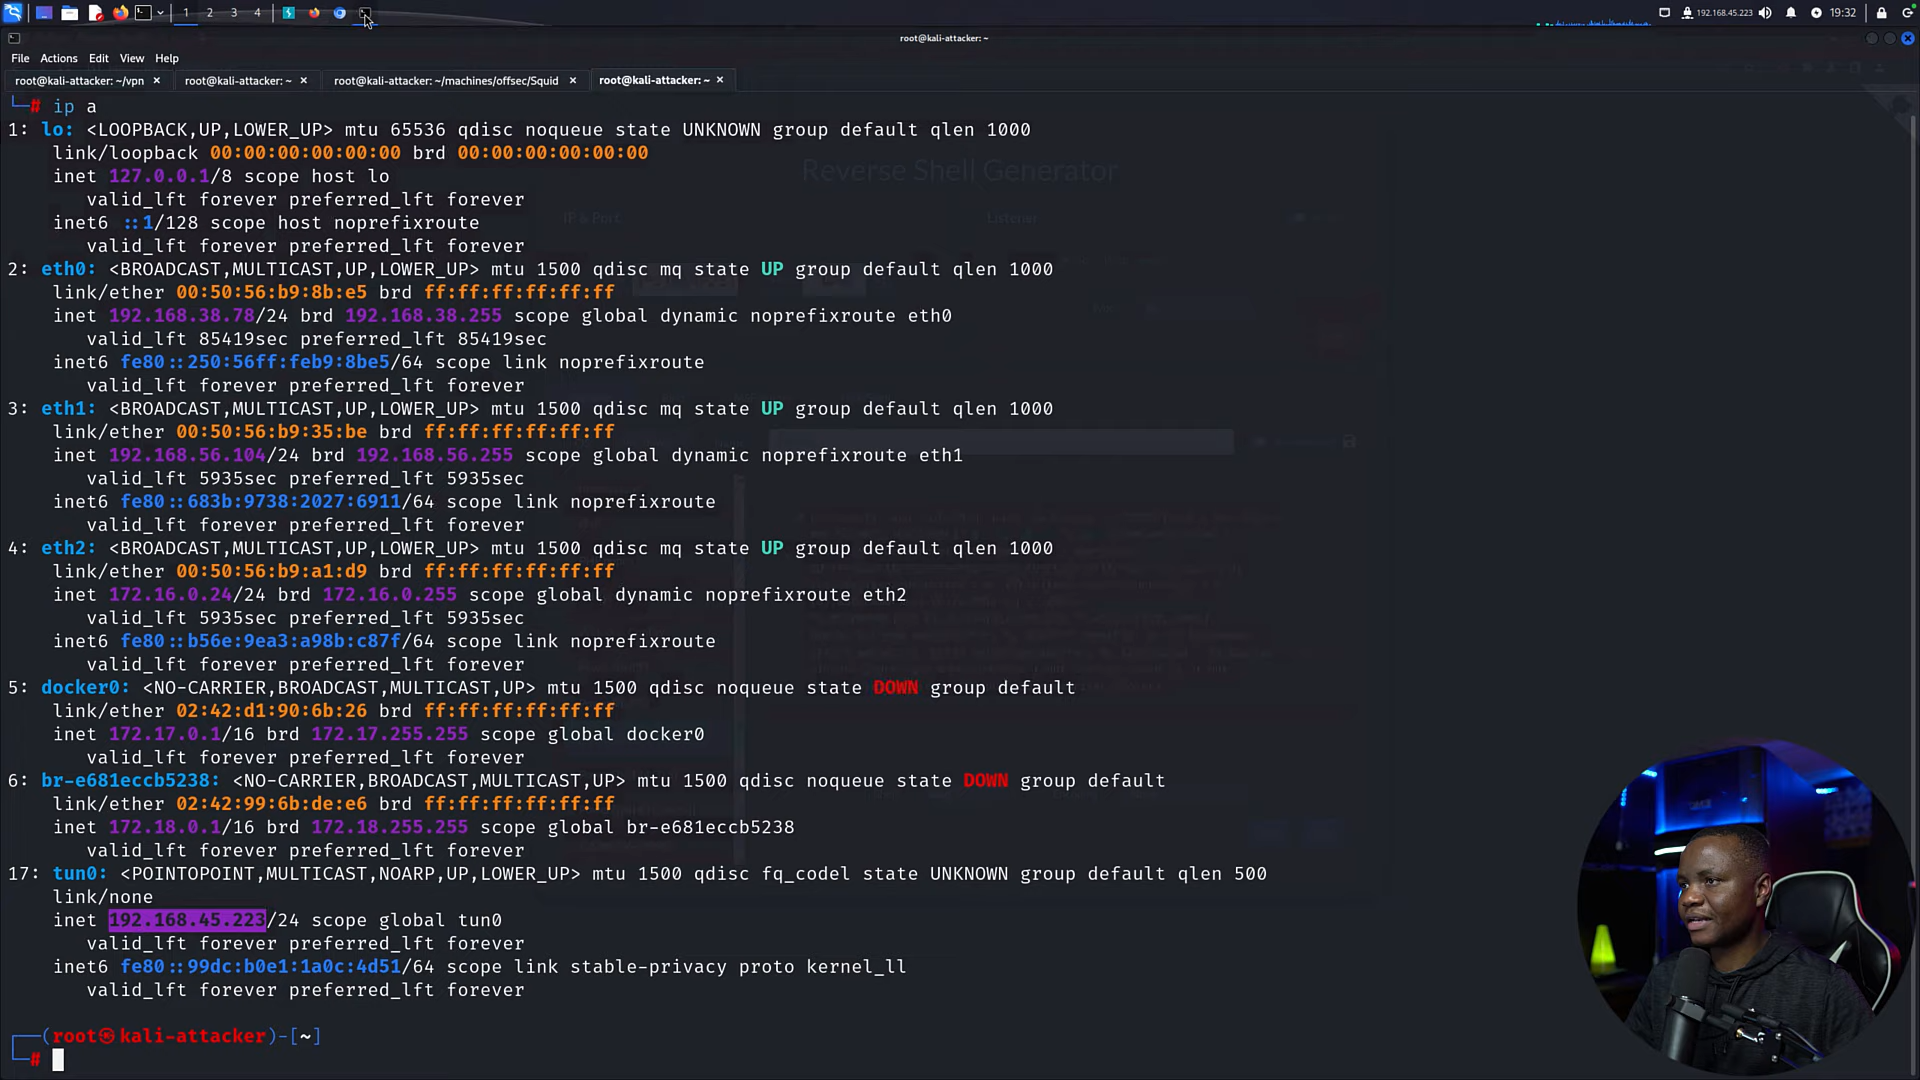 1 2 3 4
192.168.45.223
19:32
root@kali-attacker: ~
File Actions Edit View Help
root@kali-attacker: ~/vpn × root@kali-attacker: ~ × root@kali-attacker: ~/machines/offsec/Squid × root@kali-attacker: ~ ×
└─# ip a
1: lo: <LOOPBACK,UP,LOWER_UP> mtu 65536 qdisc noqueue state UNKNOWN group default qlen 1000
link/loopback 00:00:00:00:00:00 brd 00:00:00:00:00:00
inet 127.0.0.1/8 scope host lo
valid_lft forever preferred_lft forever
inet6 ::1/128 scope host noprefixroute
valid_lft forever preferred_lft forever
2: eth0: <BROADCAST,MULTICAST,UP,LOWER_UP> mtu 1500 qdisc mq state UP group default qlen 1000
link/ether 00:50:56:b9:8b:e5 brd ff:ff:ff:ff:ff:ff
inet 192.168.38.78/24 brd 192.168.38.255 scope global dynamic noprefixroute eth0
valid_lft 85419sec preferred_lft 85419sec
inet6 fe80::250:56ff:feb9:8be5/64 scope link noprefixroute
valid_lft forever preferred_lft forever
3: eth1: <BROADCAST,MULTICAST,UP,LOWER_UP> mtu 1500 qdisc mq state UP group default qlen 1000
link/ether 00:50:56:b9:35:be brd ff:ff:ff:ff:ff:ff
inet 192.168.56.104/24 brd 192.168.56.255 scope global dynamic noprefixroute eth1
valid_lft 5935sec preferred_lft 5935sec
inet6 fe80::683b:9738:2027:6911/64 scope link noprefixroute
valid_lft forever preferred_lft forever
4: eth2: <BROADCAST,MULTICAST,UP,LOWER_UP> mtu 1500 qdisc mq state UP group default qlen 1000
link/ether 00:50:56:b9:a1:d9 brd ff:ff:ff:ff:ff:ff
inet 172.16.0.24/24 brd 172.16.0.255 scope global dynamic noprefixroute eth2
valid_lft 5935sec preferred_lft 5935sec
inet6 fe80::b56e:9ea3:a98b:c87f/64 scope link noprefixroute
valid_lft forever preferred_lft forever
5: docker0: <NO-CARRIER,BROADCAST,MULTICAST,UP> mtu 1500 qdisc noqueue state DOWN group default
link/ether 02:42:d1:90:6b:26 brd ff:ff:ff:ff:ff:ff
inet 172.17.0.1/16 brd 172.17.255.255 scope global docker0
valid_lft forever preferred_lft forever
6: br-e681eccb5238: <NO-CARRIER,BROADCAST,MULTICAST,UP> mtu 1500 qdisc noqueue state DOWN group default
link/ether 02:42:99:6b:de:e6 brd ff:ff:ff:ff:ff:ff
inet 172.18.0.1/16 brd 172.18.255.255 scope global br-e681eccb5238
valid_lft forever preferred_lft forever
17: tun0: <POINTOPOINT,MULTICAST,NOARP,UP,LOWER_UP> mtu 1500 qdisc fq_codel state UNKNOWN group default qlen 500
link/none
inet 192.168.45.223/24 scope global tun0
valid_lft forever preferred_lft forever
inet6 fe80::99dc:b0e1:1a0c:4d51/64 scope link stable-privacy proto kernel_ll
valid_lft forever preferred_lft forever
┌──(root㉿kali-attacker)-[~]
└─#
Reverse Shell Generator
IP & Port
Listener